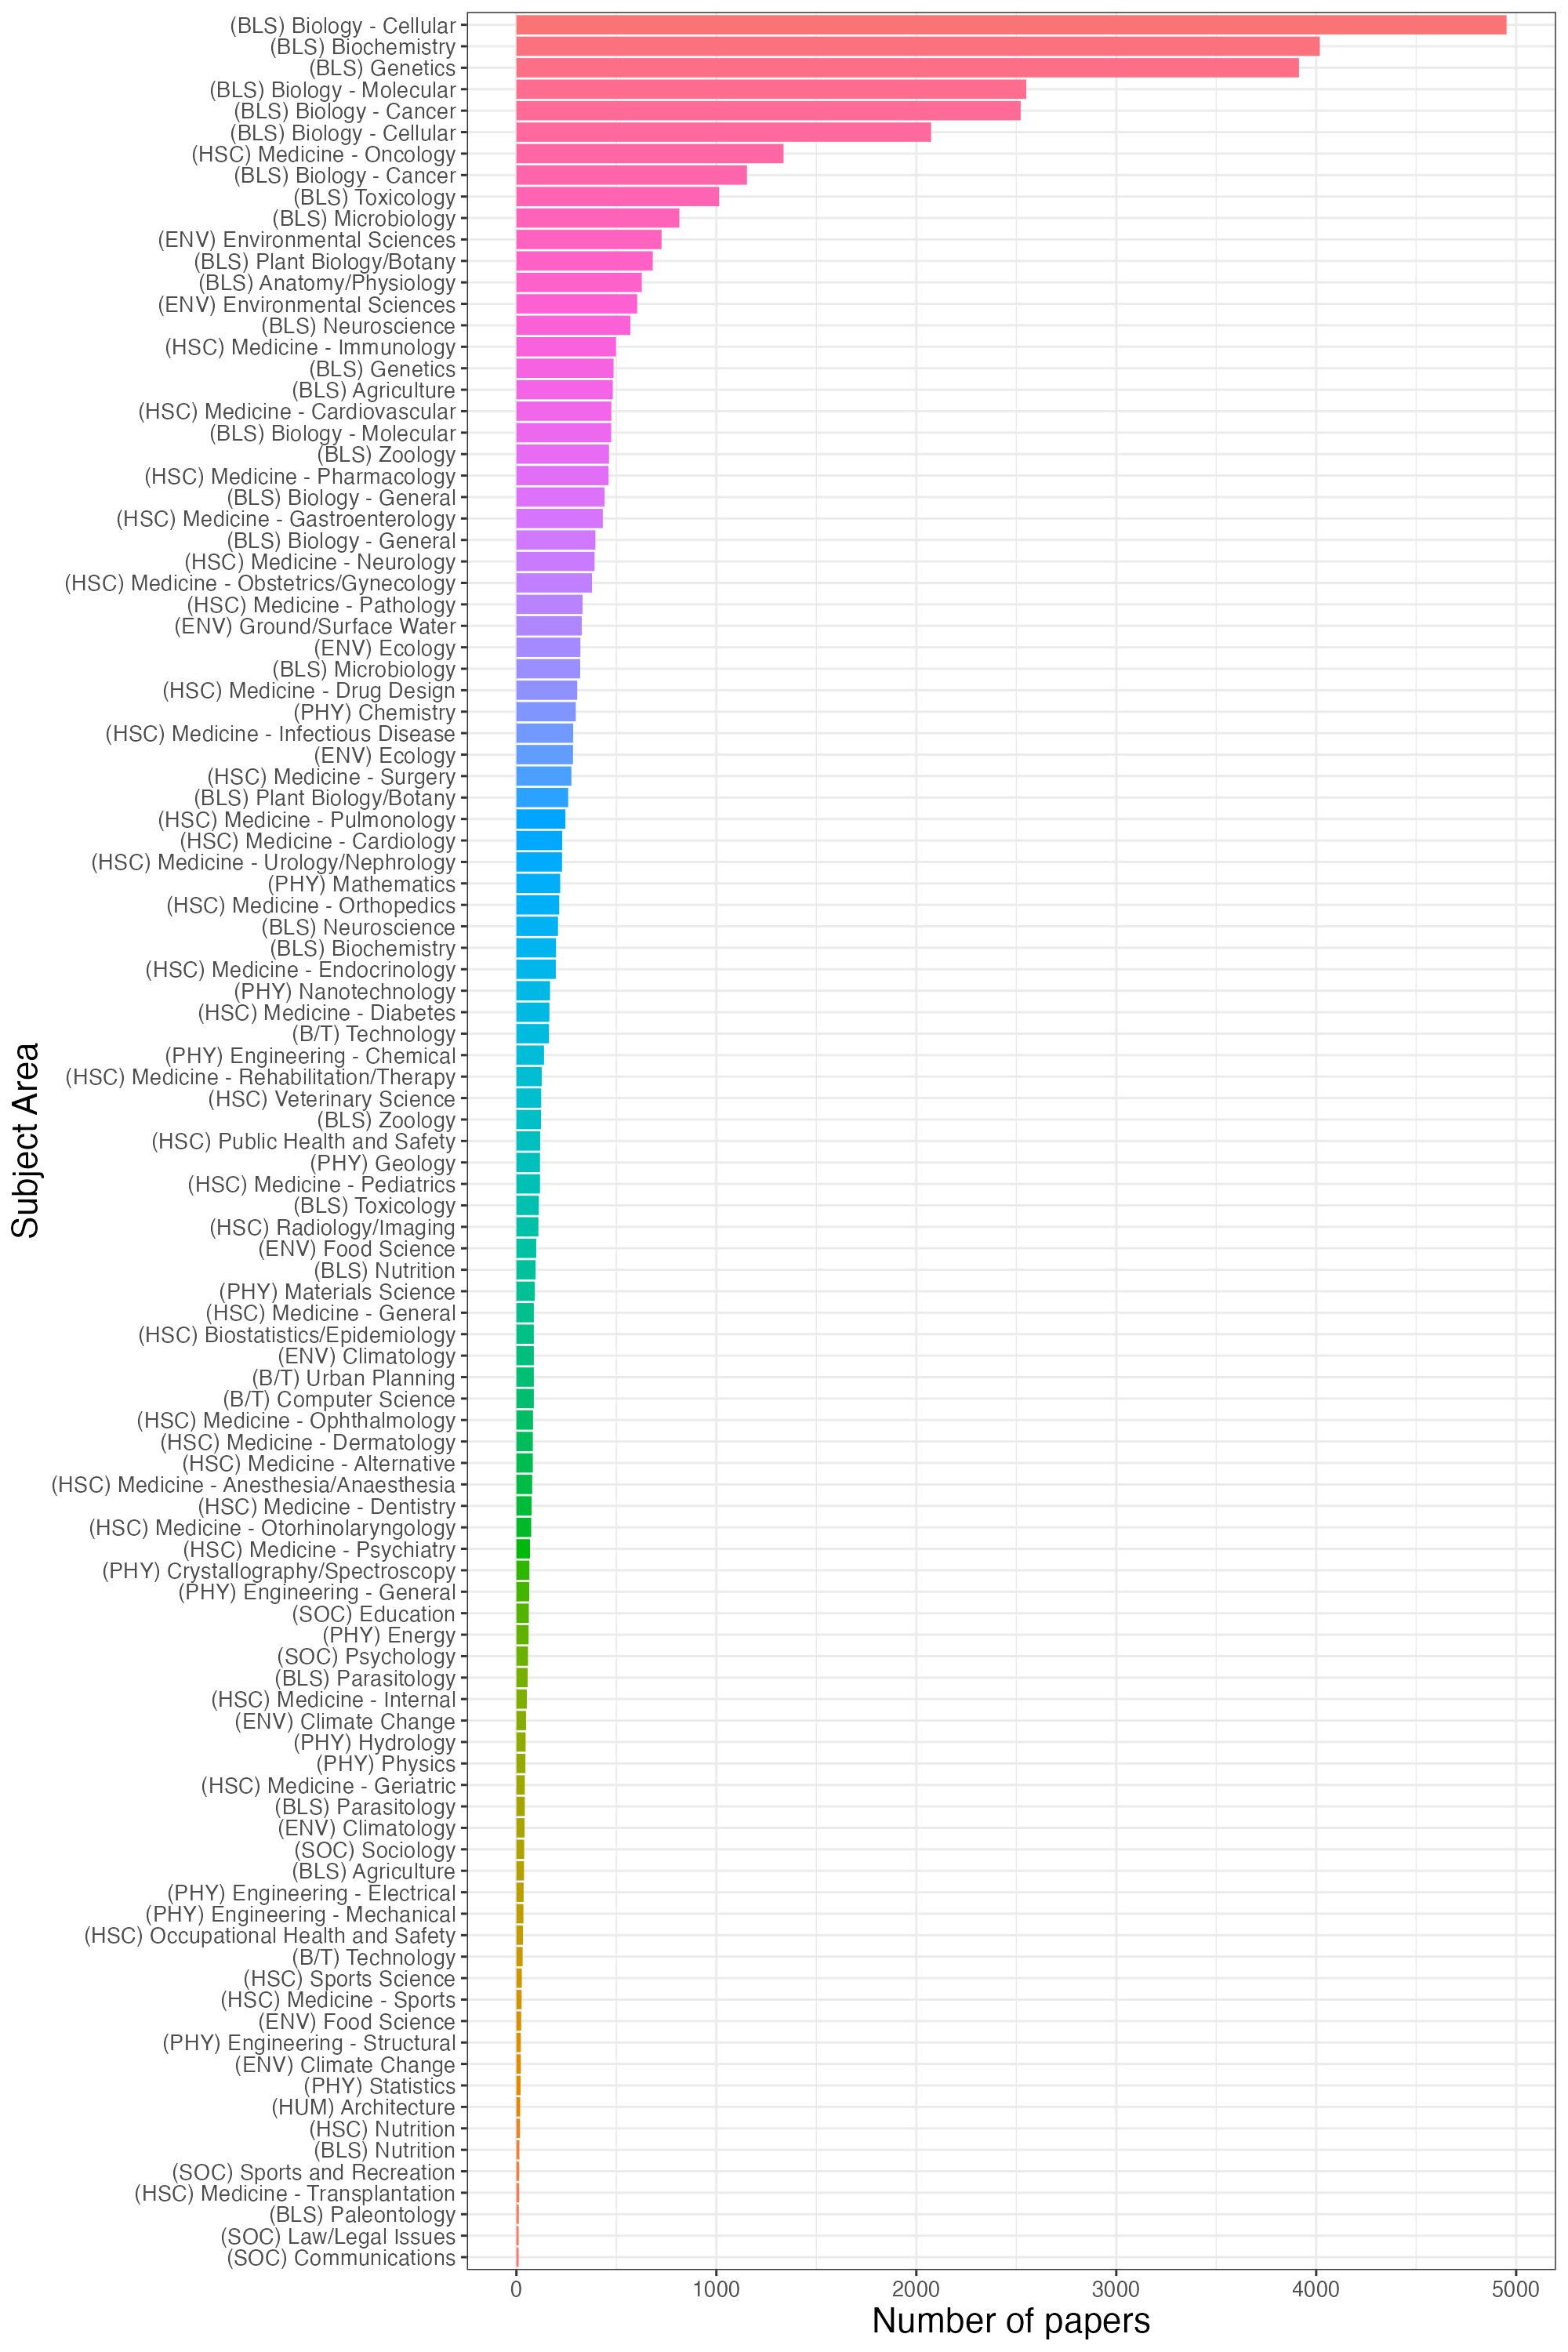 (BLS) Biology - Cellular
(BLS) Biochemistry
(BLS) Genetics
(BLS) Biology - Molecular
(BLS) Biology - Cancer
(BLS) Biology - Cellular
(HSC) Medicine - Oncology
(BLS) Biology - Cancer
(BLS) Toxicology
(BLS) Microbiology
(ENV) Environmental Sciences
(BLS) Plant Biology/Botany
(BLS) Anatomy/Physiology
(ENV) Environmental Sciences
(BLS) Neuroscience
(HSC) Medicine - Immunology
(BLS) Genetics
(BLS) Agriculture
(HSC) Medicine - Cardiovascular
(BLS) Biology - Molecular
(BLS) Zoology
(HSC) Medicine - Pharmacology
(BLS) Biology - General
(HSC) Medicine - Gastroenterology
(BLS) Biology - General
(HSC) Medicine - Neurology
(HSC) Medicine - Obstetrics/Gynecology
(HSC) Medicine - Pathology
(ENV) Ground/Surface Water
(ENV) Ecology
(BLS) Microbiology
(HSC) Medicine - Drug Design
(PHY) Chemistry
(HSC) Medicine - Infectious Disease
(ENV) Ecology
(HSC) Medicine - Surgery
(BLS) Plant Biology/Botany
(HSC) Medicine - Pulmonology
(HSC) Medicine - Cardiology
(HSC) Medicine - Urology/Nephrology
(PHY) Mathematics
(HSC) Medicine - Orthopedics
(BLS) Neuroscience
(BLS) Biochemistry
(HSC) Medicine - Endocrinology
(PHY) Nanotechnology
(HSC) Medicine - Diabetes
(B/T) Technology
(PHY) Engineering - Chemical
(HSC) Medicine - Rehabilitation/Therapy
(HSC) Veterinary Science
(BLS) Zoology
(HSC) Public Health and Safety
(PHY) Geology
(HSC) Medicine - Pediatrics
(BLS) Toxicology
(HSC) Radiology/Imaging
(ENV) Food Science
(BLS) Nutrition
(PHY) Materials Science
(HSC) Medicine - General
(HSC) Biostatistics/Epidemiology
(ENV) Climatology
(B/T) Urban Planning
(B/T) Computer Science
(HSC) Medicine - Ophthalmology
(HSC) Medicine - Dermatology
(HSC) Medicine - Alternative
(HSC) Medicine - Anesthesia/Anaesthesia
(HSC) Medicine - Dentistry
(HSC) Medicine - Otorhinolaryngology
(HSC) Medicine - Psychiatry
(PHY) Crystallography/Spectroscopy
(PHY) Engineering - General
(SOC) Education
(PHY) Energy
(SOC) Psychology
(BLS) Parasitology
(HSC) Medicine - Internal
(ENV) Climate Change
(PHY) Hydrology
(PHY) Physics
(HSC) Medicine - Geriatric
(BLS) Parasitology
(ENV) Climatology
(SOC) Sociology
(BLS) Agriculture
(PHY) Engineering - Electrical
(PHY) Engineering - Mechanical
(HSC) Occupational Health and Safety
(B/T) Technology
(HSC) Sports Science
(HSC) Medicine - Sports
(ENV) Food Science
(PHY) Engineering - Structural
(ENV) Climate Change
(PHY) Statistics
(HUM) Architecture
(HSC) Nutrition
(BLS) Nutrition
(SOC) Sports and Recreation
(HSC) Medicine - Transplantation
(BLS) Paleontology
(SOC) Law/Legal Issues
(SOC) Communications
Subject Area
0 1000 2000 3000 4000 5000
Number of papers